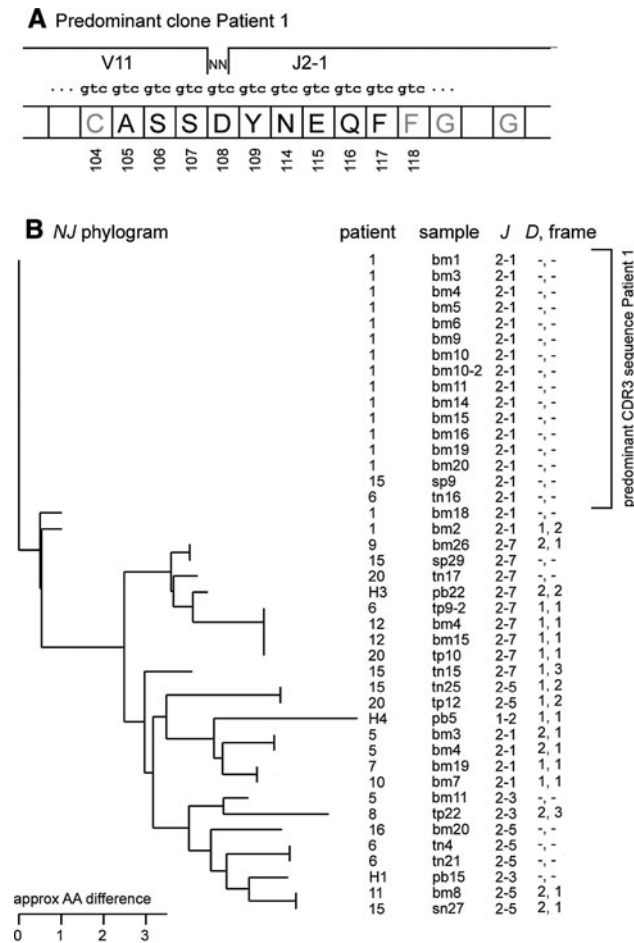 A Predominant clone Patient 1
V11 NN J2-1
... gtc gtc gtc gtc gtc gtc gtc gtc gtc gtc gtc ...
C A S S D Y N E Q F F G G
104 105 106 107 108 109 114 115 116 117 118
B NJ phylogram patient sample J D, frame
1 bm1 2-1 -, -
1 bm3 2-1 -, -
1 bm4 2-1 -, -
1 bm5 2-1 -, -
1 bm6 2-1 -, -
1 bm9 2-1 -, -
1 bm10 2-1 -, -
1 bm10-2 2-1 -, -
1 bm11 2-1 -, -
1 bm14 2-1 -, -
1 bm15 2-1 -, -
1 bm16 2-1 -, -
1 bm19 2-1 -, -
1 bm20 2-1 -, -
15 sp9 2-1 -, -
6 tn16 2-1 -, -
predominant CDR3 sequence Patient 1
1 bm18 2-1 -, -
1 bm2 2-1 1, 2
9 bm26 2-7 2, 1
15 sp29 2-7 -, -
20 tn17 2-7 -, -
H3 pb22 2-7 2, 2
6 tp9-2 2-7 1, 1
12 bm4 2-7 1, 1
12 bm15 2-7 1, 1
20 tp10 2-7 1, 1
15 tn15 2-7 1, 3
15 tn25 2-5 1, 2
20 tp12 2-5 1, 2
H4 pb5 1-2 1, 1
5 bm3 2-1 2, 1
5 bm4 2-1 2, 1
7 bm19 2-1 1, 1
10 bm7 2-1 1, 1
5 bm11 2-3 -, -
8 tp22 2-3 2, 3
16 bm20 2-5 -, -
6 tn4 2-5 -, -
6 tn21 2-5 -, -
H1 pb15 2-3 -, -
11 bm8 2-5 2, 1
15 sn27 2-5 2, 1
approx AA difference
0 1 2 3